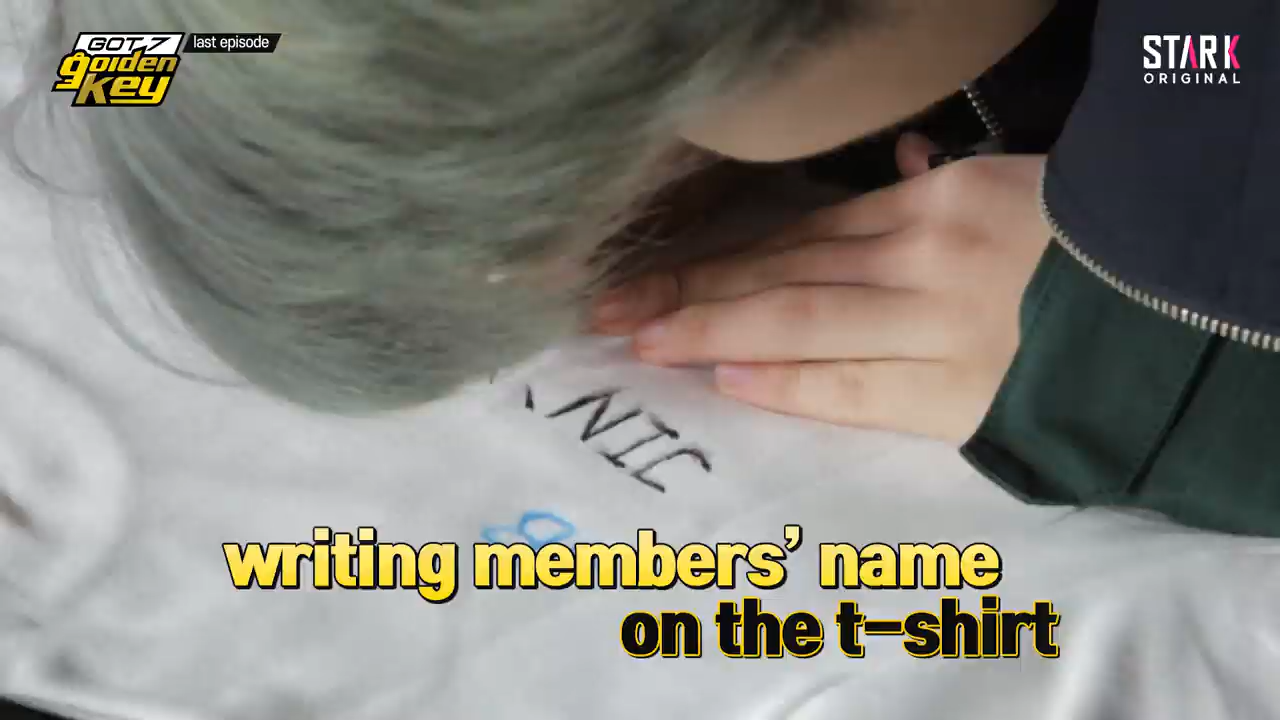 GOT7
golden
key
last episode
STARK
ORIGINAL
NIC
writing members’ name
on the t-shirt